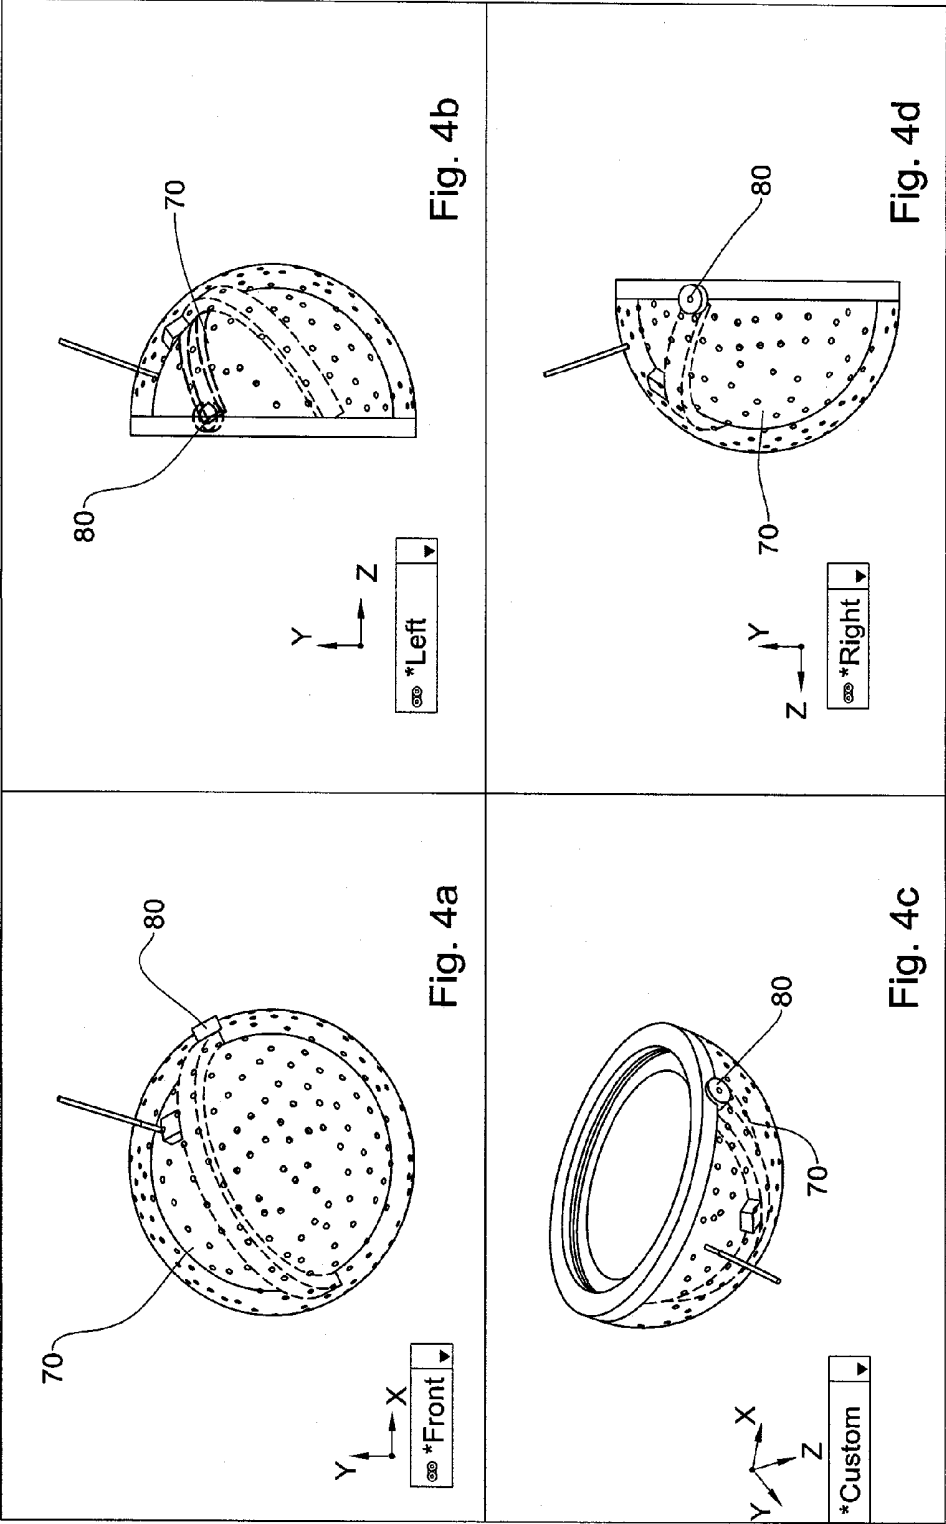 70
80
Y
X
*Front
Fig. 4a
80
70
Y
Z
*Left
Fig. 4b
80
70
X
Y
Z
*Custom
Fig. 4c
80
70
Y
Z
*Right
Fig. 4d